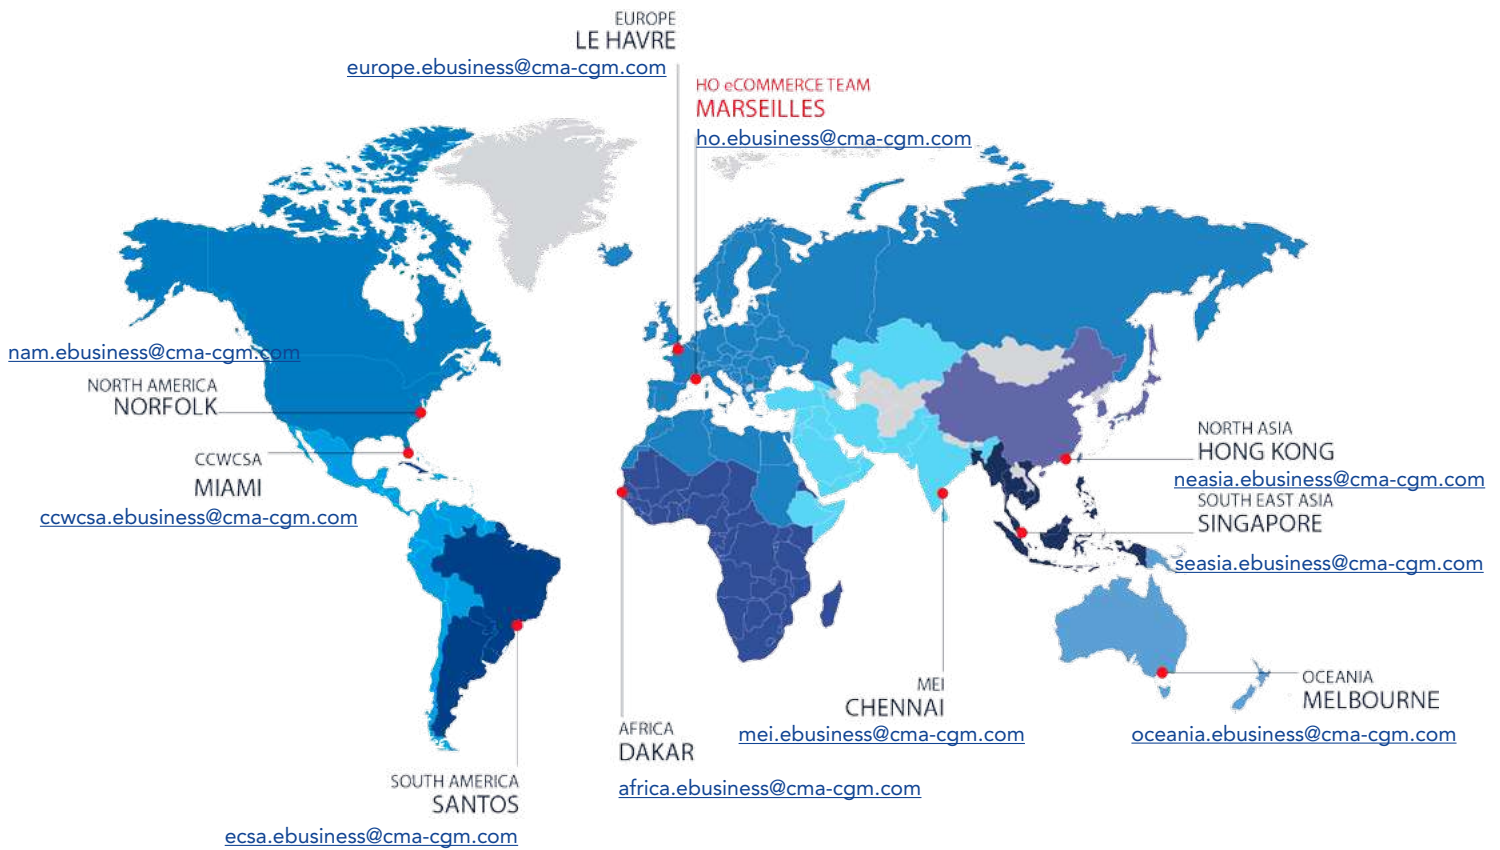 EUROPE
LE HAVRE
europe.ebusiness@cma-cgm.com
HO eCOMMERCE TEAM
MARSEILLES
ho.ebusiness@cma-cgm.com
nam.ebusiness@cma-cgm.com
NORTH AMERICA
NORFOLK
CCWCSA
MIAMI
ccwcsa.ebusiness@cma-cgm.com
NORTH ASIA
HONG KONG
neasia.ebusiness@cma-cgm.com
SOUTH EAST ASIA
SINGAPORE
seasia.ebusiness@cma-cgm.com
OCEANIA
MELBOURNE
oceania.ebusiness@cma-cgm.com
MEI
CHENNAI
mei.ebusiness@cma-cgm.com
AFRICA
DAKAR
africa.ebusiness@cma-cgm.com
SOUTH AMERICA
SANTOS
ecsa.ebusiness@cma-cgm.com